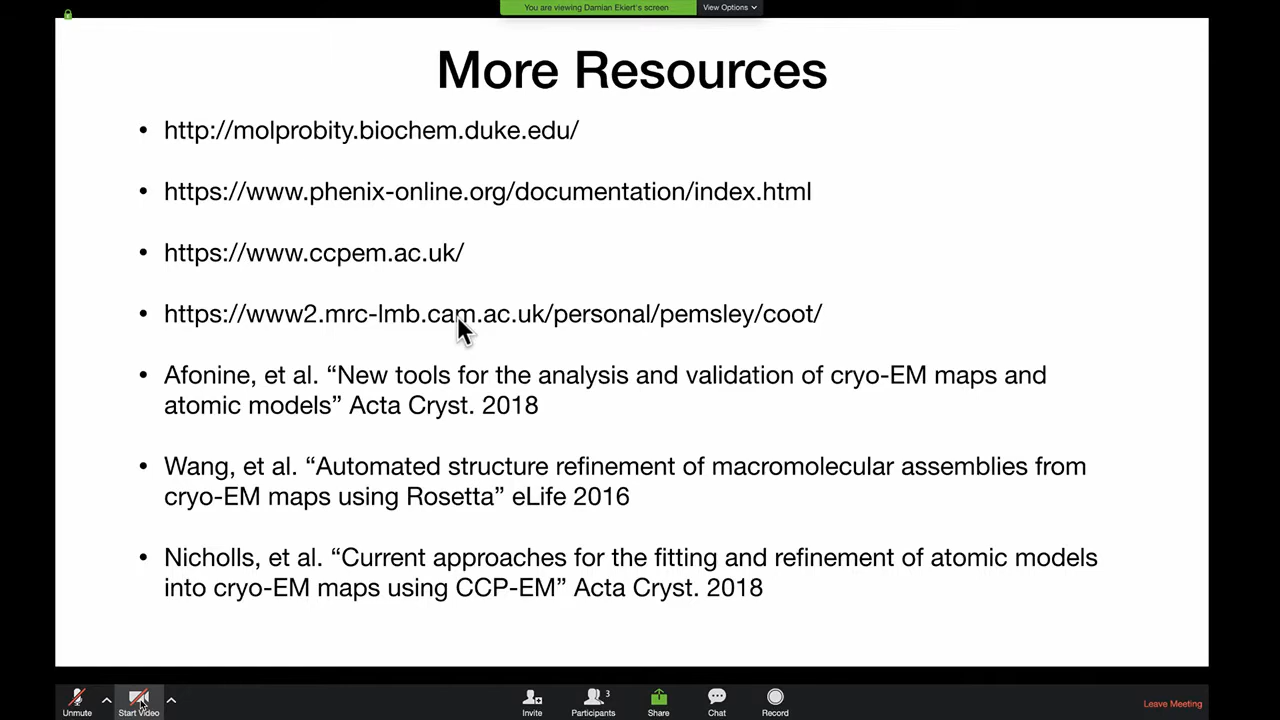 You are viewing Damian Ekiert's screen
View Options
More Resources
• http://molprobity.biochem.duke.edu/
• https://www.phenix-online.org/documentation/index.html
• https://www.ccpem.ac.uk/
• https://www2.mrc-lmb.cam.ac.uk/personal/pemsley/coot/
• Afonine, et al. “New tools for the analysis and validation of cryo-EM maps and
atomic models” Acta Cryst. 2018
• Wang, et al. “Automated structure refinement of macromolecular assemblies from
cryo-EM maps using Rosetta” eLife 2016
• Nicholls, et al. “Current approaches for the fitting and refinement of atomic models
into cryo-EM maps using CCP-EM” Acta Cryst. 2018
Unmute
Start Video
Invite
3
Participants
Share
Chat
Record
Leave Meeting